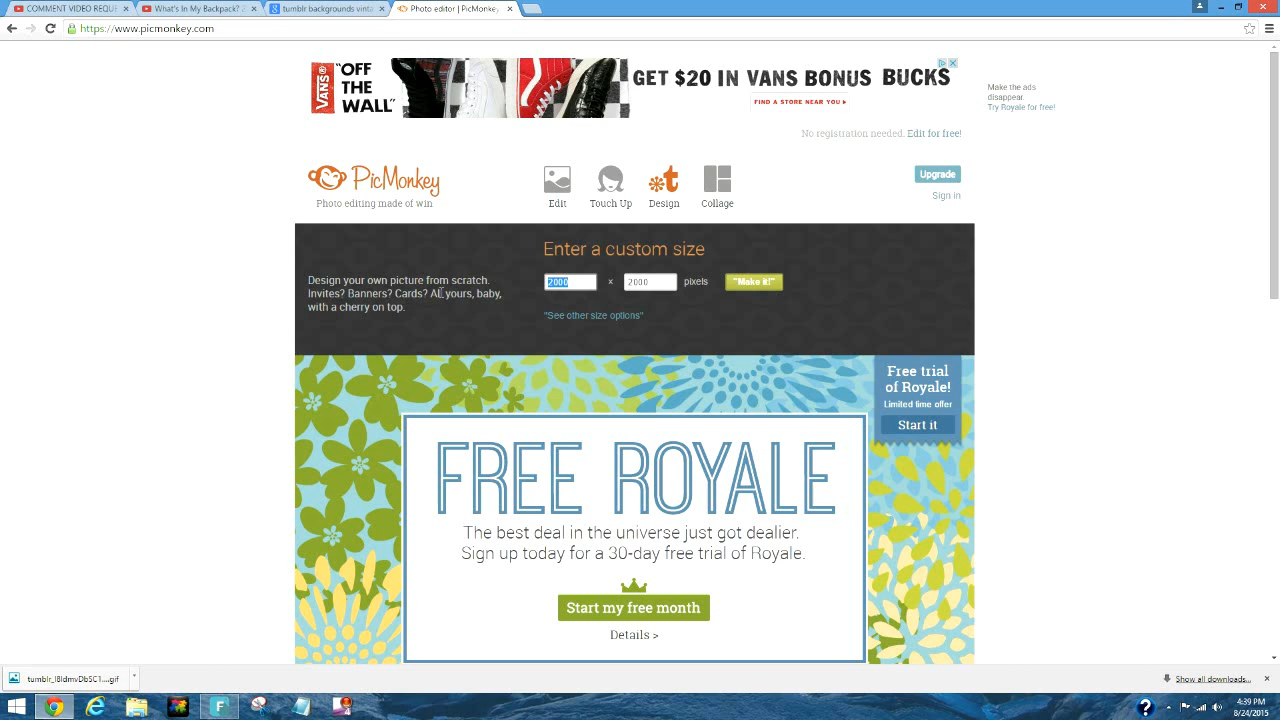 COMMENT VIDEO REQU
What's In My Backpack? 2
tumblr backgrounds vinta
Photo editor | PicMonkey
https://www.picmonkey.com
VANS "OFF THE WALL"
GET $20 IN VANS BONUS BUCKS
FIND A STORE NEAR YOU
Make the ads
disappear.
Try Royale for free!
No registration needed. Edit for free!
PicMonkey
Photo editing made of win
Edit
Touch Up
Design
Collage
Upgrade
Sign in
Enter a custom size
Design your own picture from scratch.
Invites? Banners? Cards? All yours, baby,
with a cherry on top.
2000 x 2000 pixels "Make it!"
"See other size options"
Free trial
of Royale!
Limited time offer
Start it
FREE ROYALE
The best deal in the universe just got dealier.
Sign up today for a 30-day free trial of Royale.
Start my free month
Details >
tumblr_l8ldmvDbSC1....gif
Show all downloads...
4:39 PM
8/24/2015